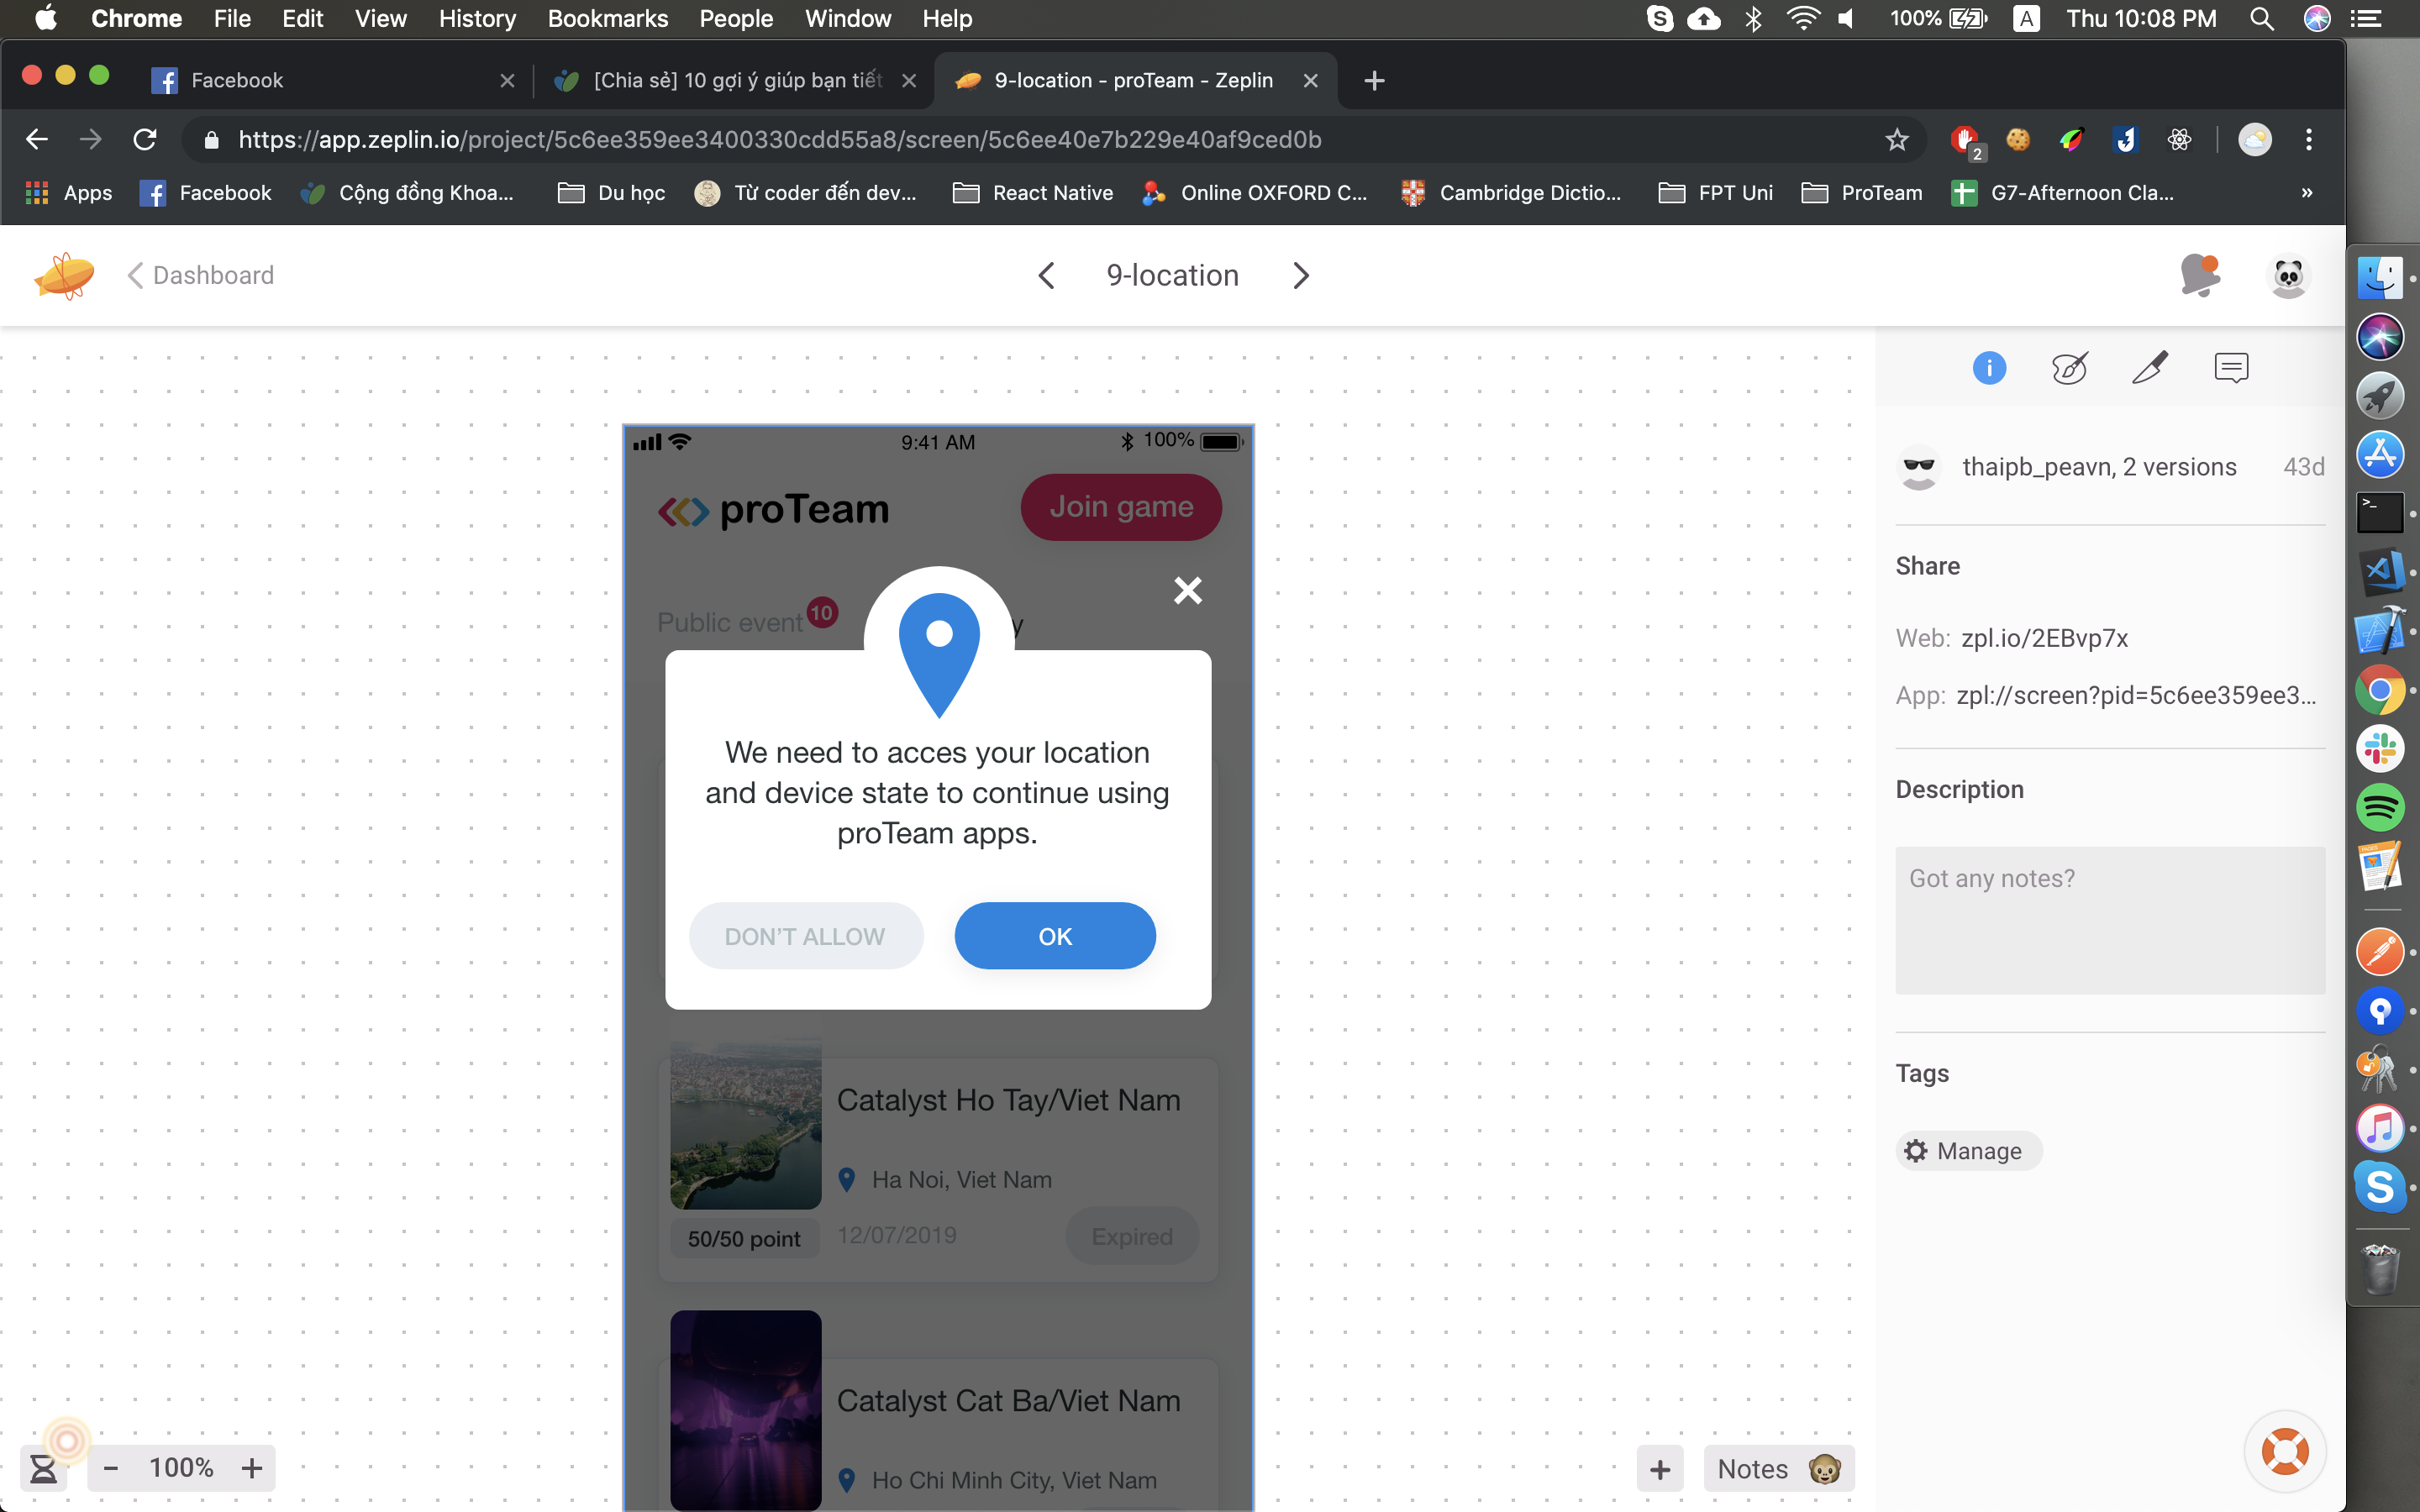 Chrome File Edit View History Bookmarks People Window Help 100% A Thu 10:08 PM
Facebook [Chia sẻ] 10 gợi ý giúp bạn tiết 9-location - proTeam - Zeplin
https://app.zeplin.io/project/5c6ee359ee3400330cdd55a8/screen/5c6ee40e7b229e40af9ced0b 2
Apps Facebook Cộng đồng Khoa... Du học Từ coder đến dev... React Native Online OXFORD C... Cambridge Dictio... FPT Uni ProTeam G7-Afternoon Cla... »
Dashboard 9-location
9:41 AM 100%
proTeam Join game
Public event 10 y
We need to acces your location
and device state to continue using
proTeam apps.
DON'T ALLOW OK
Catalyst Ho Tay/Viet Nam
Ha Noi, Viet Nam
50/50 point 12/07/2019 Expired
Catalyst Cat Ba/Viet Nam
Ho Chi Minh City, Viet Nam
thaipb_peavn, 2 versions 43d
Share
Web: zpl.io/2EBvp7x
App: zpl://screen?pid=5c6ee359ee3...
Description
Got any notes?
Tags
Manage
− 100% +
+ Notes